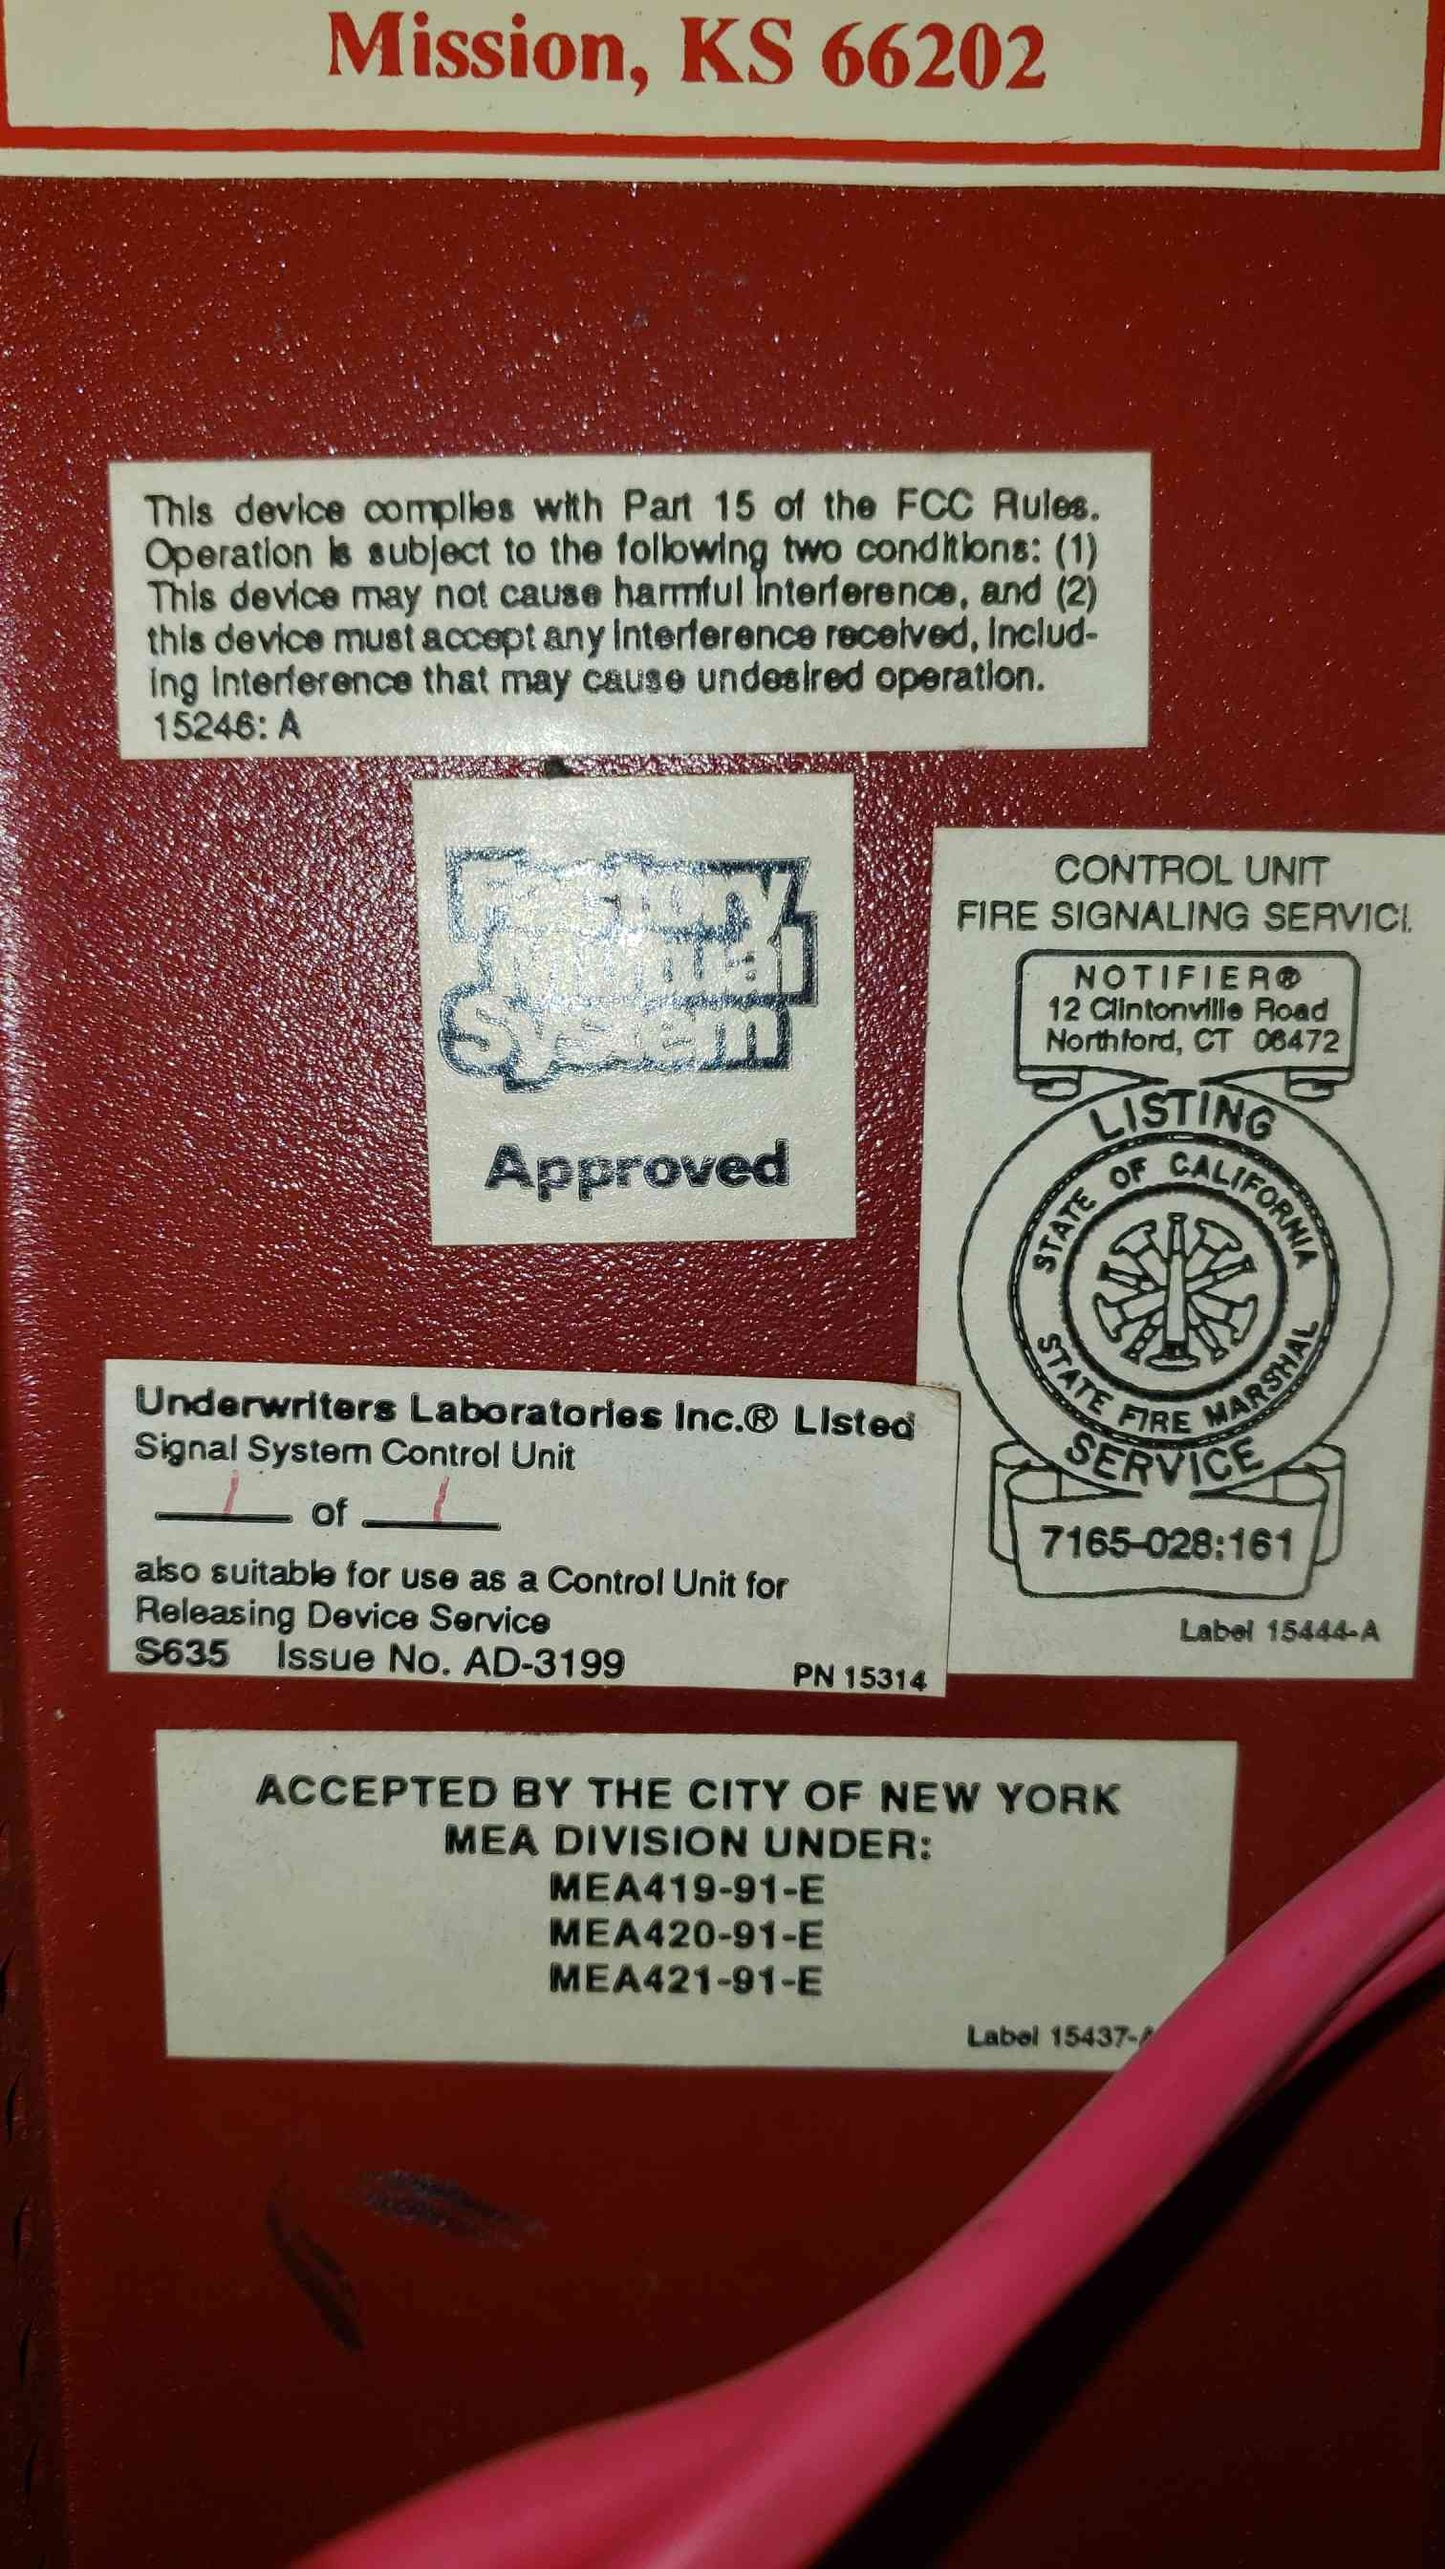 Mission, KS 66202
This device complies with Part 15 of the FCC Rules.
Operation is subject to the following two conditions: (1)
This device may not cause harmful interference, and (2)
this device must accept any interference received, includ-
ing interference that may cause undesired operation.
15246: A
Factory
Mutual
System
Approved
CONTROL UNIT
FIRE SIGNALING SERVICE
NOTIFIER®
12 Clintonville Road
Northford, CT 06472
LISTING
STATE OF CALIFORNIA
STATE FIRE MARSHAL
SERVICE
7165-028:161
Label 15444-A
Underwriters Laboratories Inc.® Listed
Signal System Control Unit
1 of 1
also suitable for use as a Control Unit for
Releasing Device Service
S635 Issue No. AD-3199
PN 15314
ACCEPTED BY THE CITY OF NEW YORK
MEA DIVISION UNDER:
MEA419-91-E
MEA420-91-E
MEA421-91-E
Label 15437-A